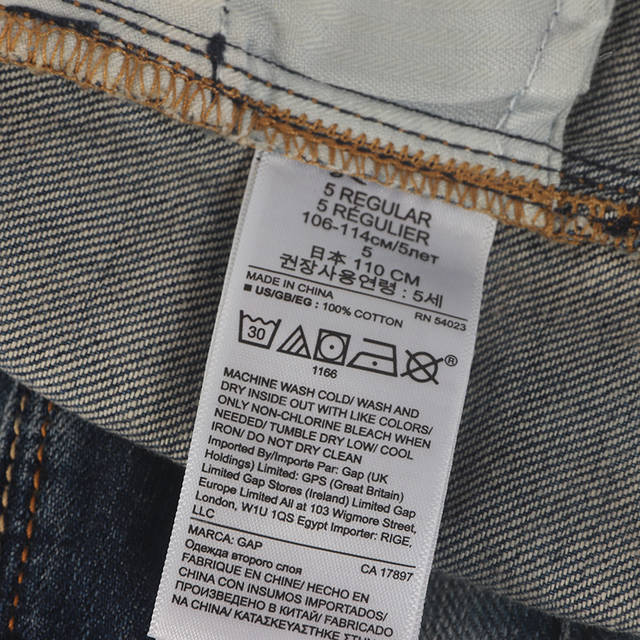 5 REGULAR
5 RÉGULIER
106-114см/5лет
5
日本 110 CM
권장사용연령 : 5세
MADE IN CHINA
RN 54023
■ US/GB/EG : 100% COTTON
30
®
1166
MACHINE WASH COLD/ WASH AND
DRY INSIDE OUT WITH LIKE COLORS/
ONLY NON-CHLORINE BLEACH WHEN
NEEDED/ TUMBLE DRY LOW/ COOL
IRON/ DO NOT DRY CLEAN
Imported By/Importe Par: Gap (UK
Holdings) Limited: GPS (Great Britain)
Limited Gap Stores (Ireland) Limited Gap
Europe Limited All at 103 Wigmore Street,
London, W1U 1QS Egypt Importer: RIGE,
LLC
MARCA: GAP
CA 17897
Одежда второго слоя
FABRIQUE EN CHINE/ HECHO EN
CHINA CON INSUMOS IMPORTADOS/
ПРОИЗВЕДЕНО В КИТАЙ/ FABRICADO
NA CHINA/ ΚΑΤΑΣΚΕΥΑΣΤΗΚΕ ΣΤΗΝ